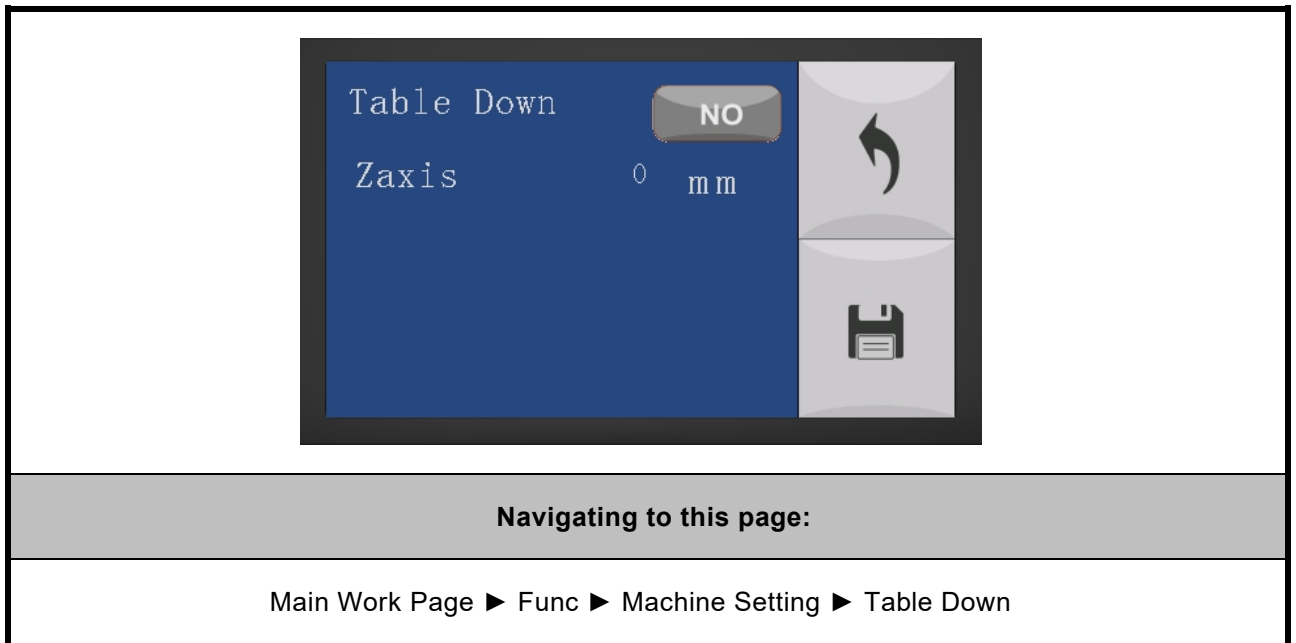 Table Down NO
Zaxis 0 mm
Navigating to this page:
Main Work Page ► Func ► Machine Setting ► Table Down